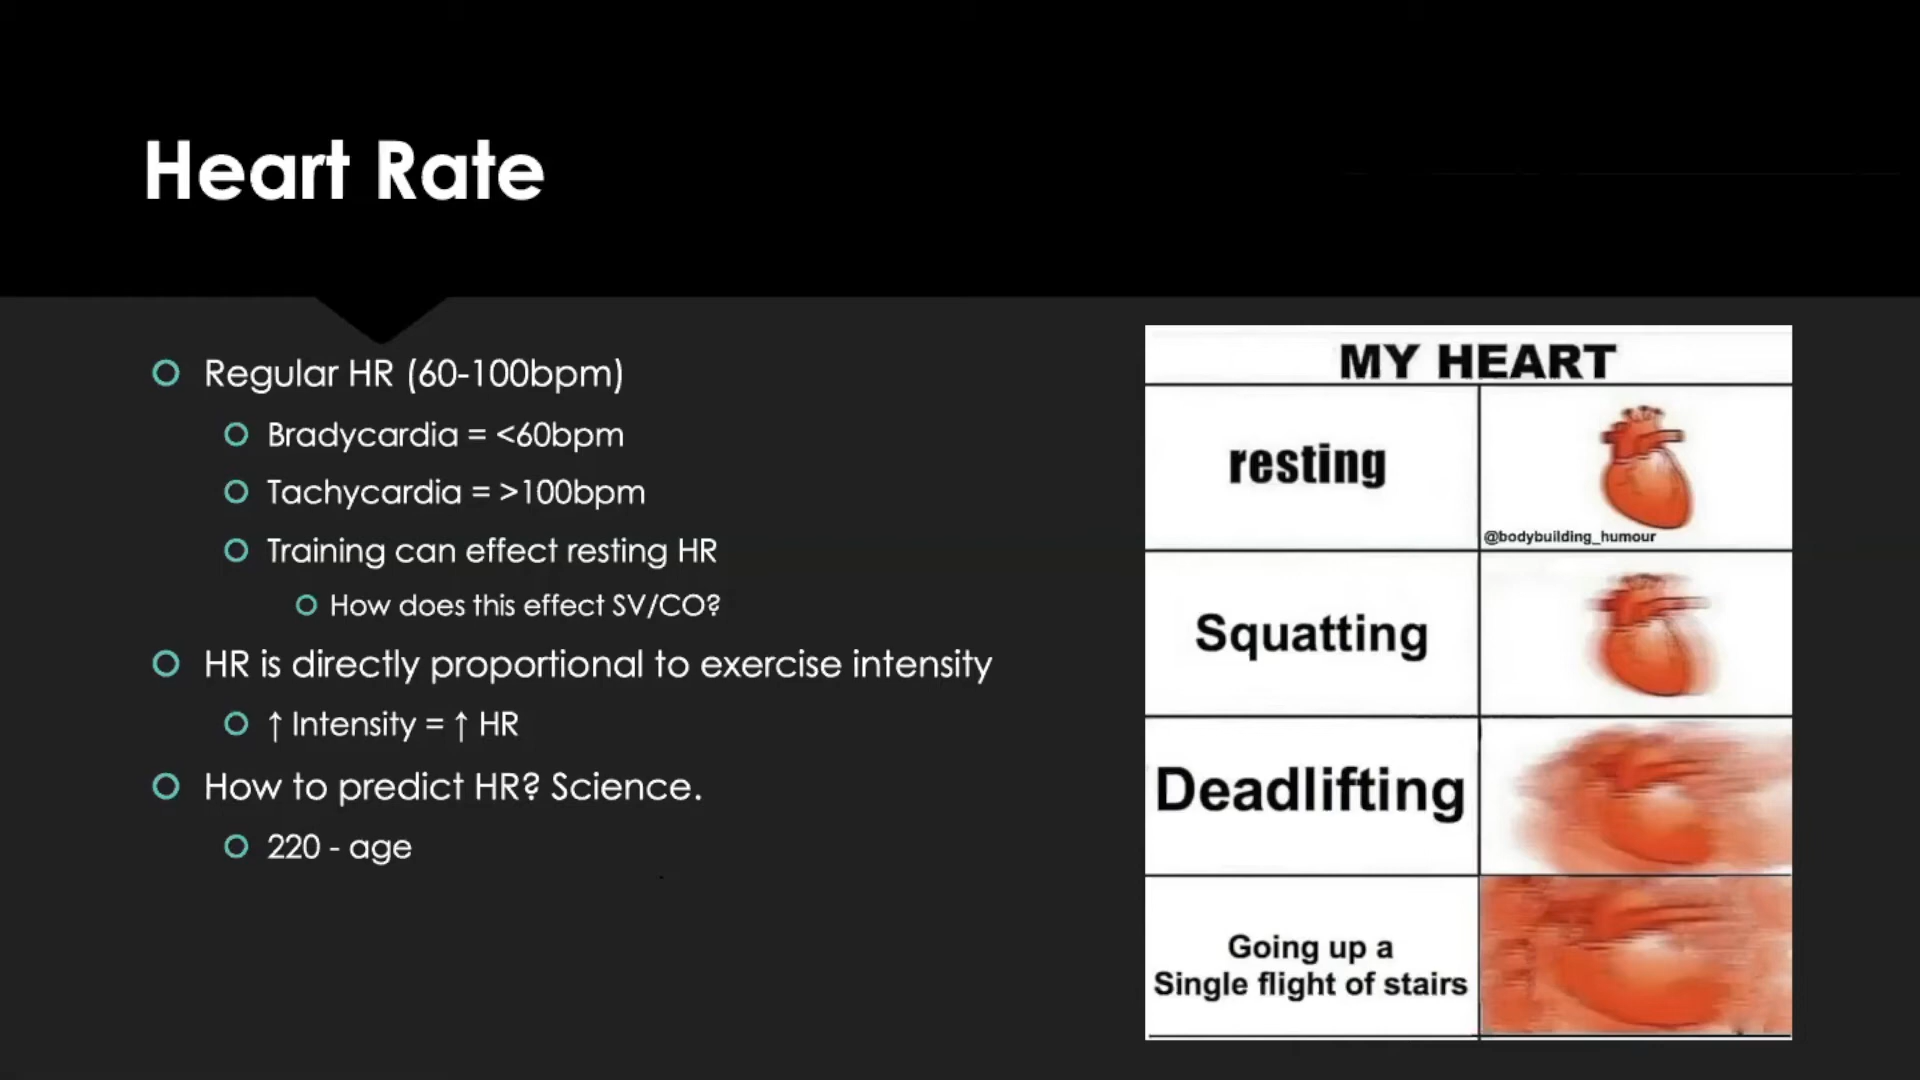 Heart Rate
Regular HR (60-100bpm)
Bradycardia = <60bpm
Tachycardia = >100bpm
Training can effect resting HR
How does this effect SV/CO?
HR is directly proportional to exercise intensity
↑ Intensity = ↑ HR
How to predict HR? Science.
220 - age
MY HEART
resting
@bodybuilding_humour
Squatting
Deadlifting
Going up a
Single flight of stairs